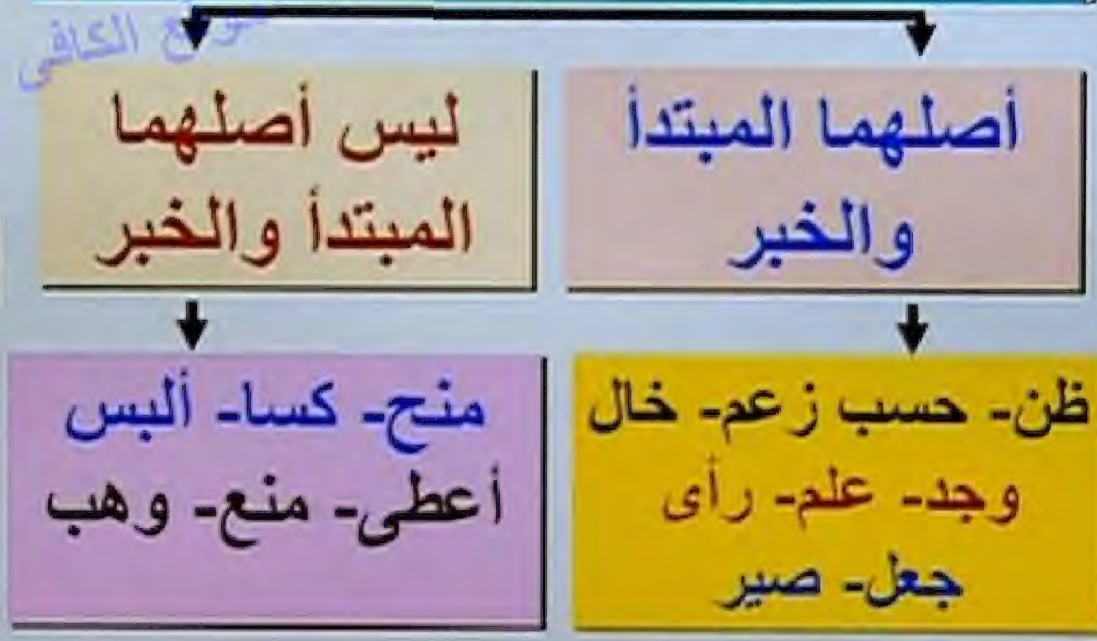 موقع الكافي
أصلهما المبتدأ
والخبر
ليس أصلهما
المبتدأ والخبر
ظن- حسب زعم- خال
وجد- علم- رأى
جعل- صير
منح- كسا- ألبس
أعطى- منع- وهب